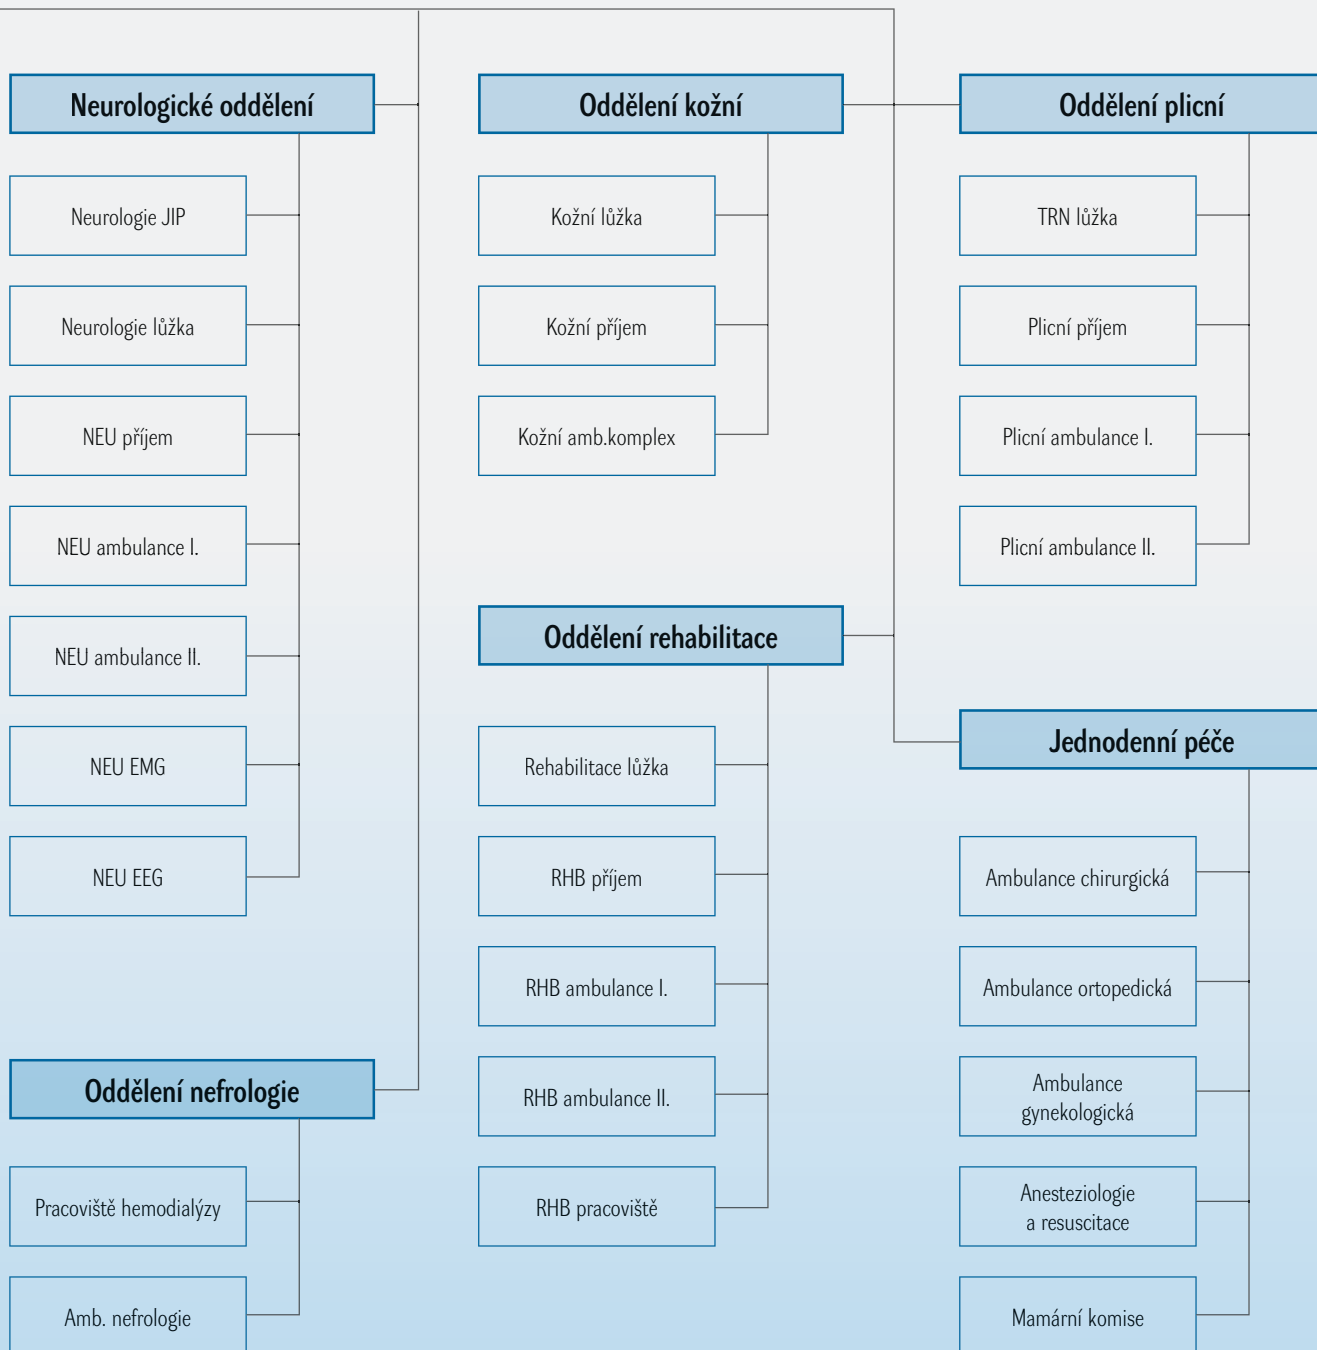 Neurologické oddělení
Neurologie JIP
Neurologie lůžka
NEU příjem
NEU ambulance I.
NEU ambulance II.
NEU EMG
NEU EEG
Oddělení nefrologie
Pracoviště hemodialýzy
Amb. nefrologie
Oddělení kožní
Kožní lůžka
Kožní příjem
Kožní amb.komplex
Oddělení rehabilitace
Rehabilitace lůžka
RHB příjem
RHB ambulance I.
RHB ambulance II.
RHB pracoviště
Oddělení plicní
TRN lůžka
Plicní příjem
Plicní ambulance I.
Plicní ambulance II.
Jednodenní péče
Ambulance chirurgická
Ambulance ortopedická
Ambulance
gynekologická
Anesteziologie
a resuscitace
Mamární komise